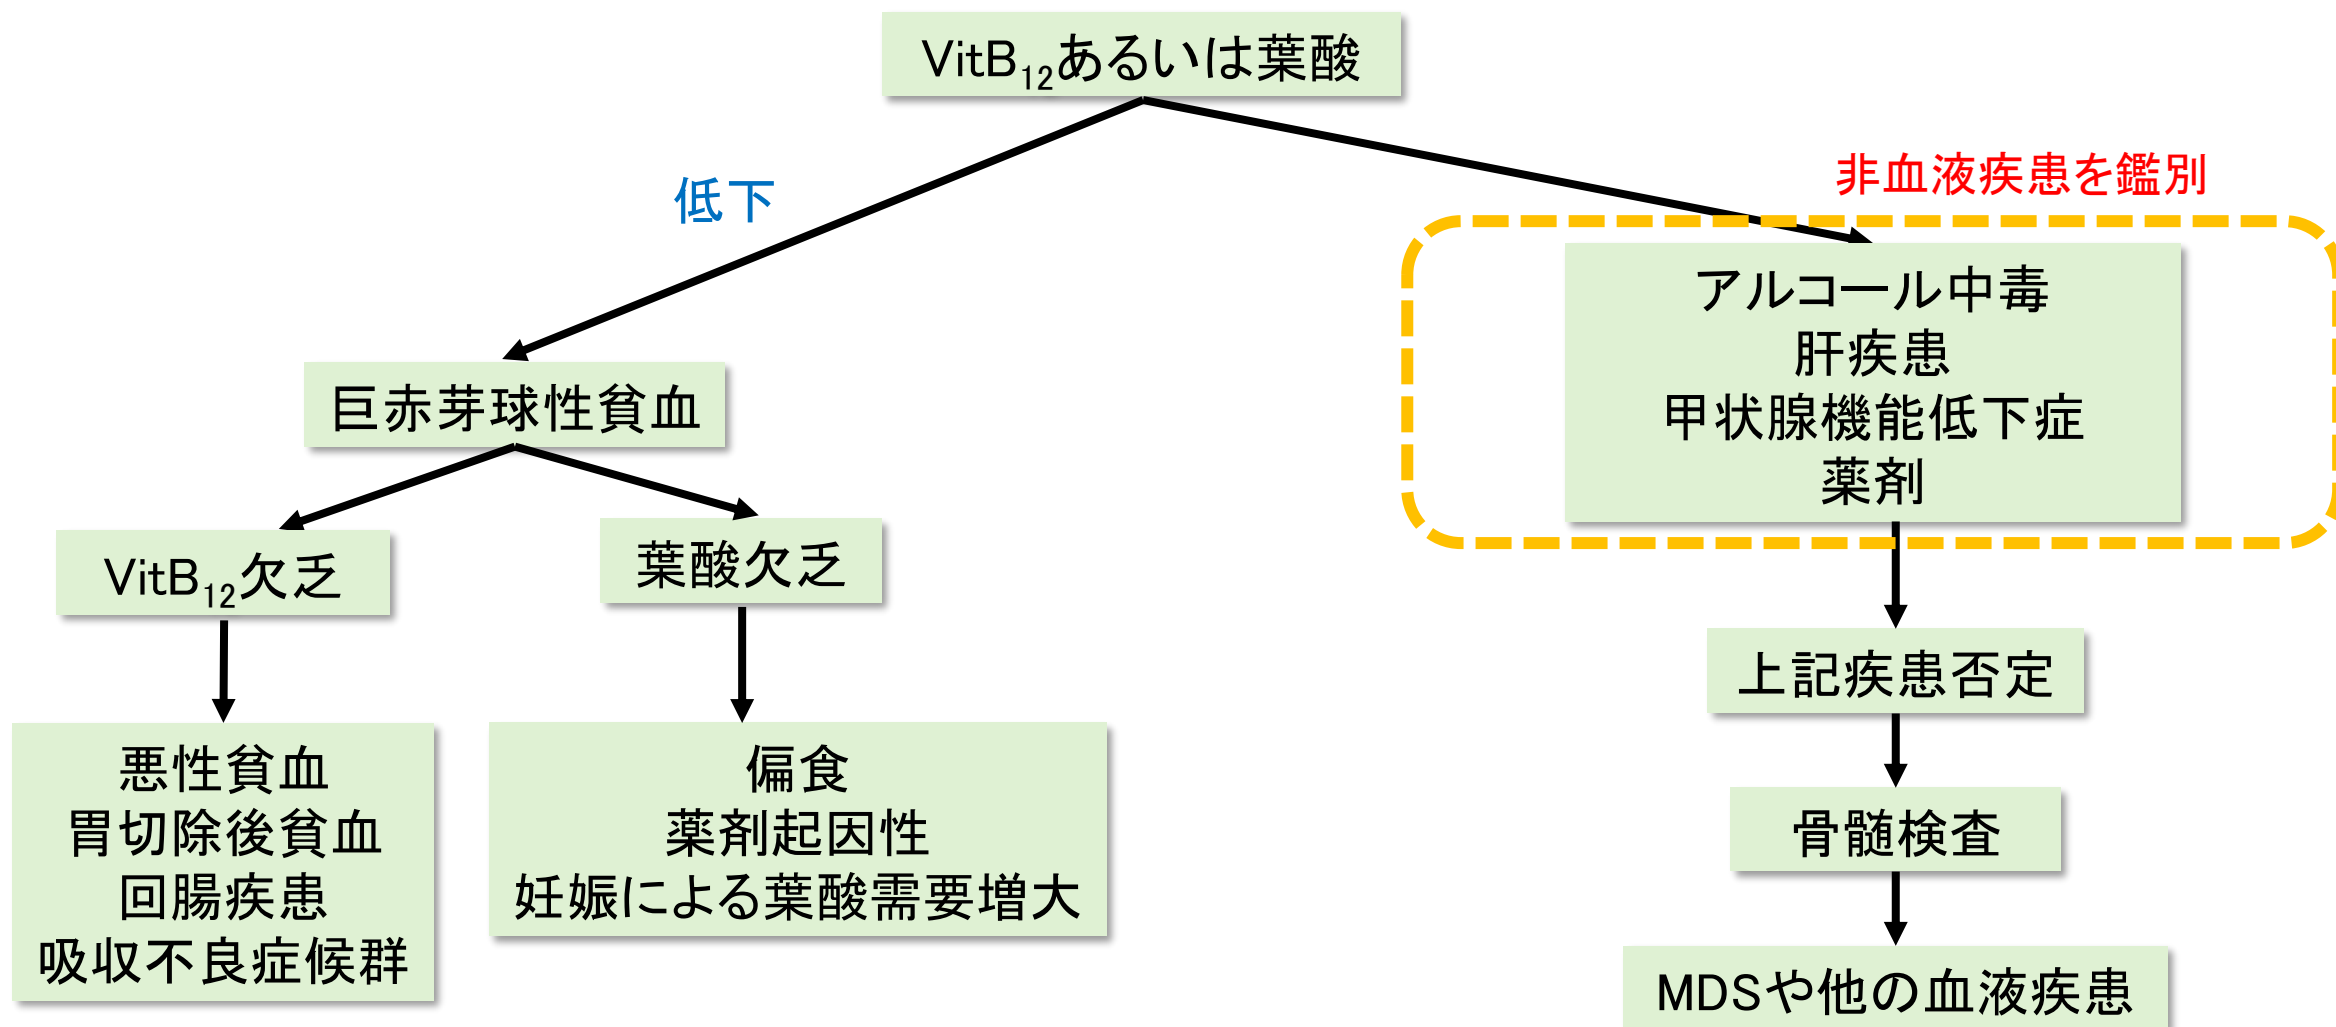 VitB₁₂あるいは葉酸
非血液疾患を鑑別
低下
アルコール中毒
肝疾患
甲状腺機能低下症
薬剤
巨赤芽球性貧血
VitB₁₂欠乏
葉酸欠乏
上記疾患否定
悪性貧血
胃切除後貧血
回腸疾患
吸収不良症候群
偏食
薬剤起因性
妊娠による葉酸需要増大
骨髄検査
MDSや他の血液疾患